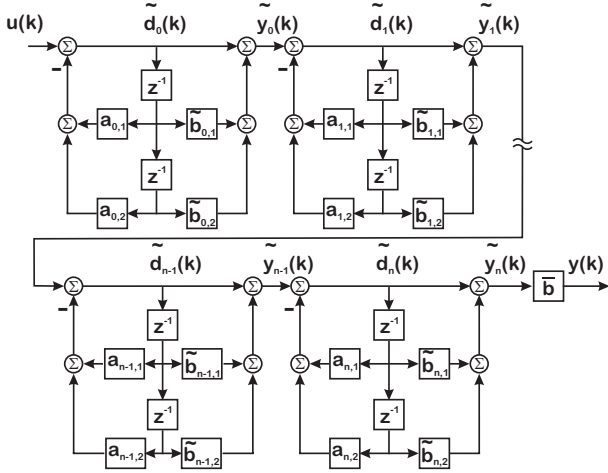 u(k) d̃₀(k) ỹ₀(k) d̃₁(k) ỹ₁(k)
Σ Σ Σ Σ
− −
z⁻¹ z⁻¹
Σ a₀,₁ b̃₀,₁ Σ Σ a₁,₁ b̃₁,₁ Σ
z⁻¹ z⁻¹
a₀,₂ b̃₀,₂ a₁,₂ b̃₁,₂
d̃ₙ₋₁(k) ỹₙ₋₁(k) d̃ₙ(k) ỹₙ(k) y(k)
Σ Σ Σ Σ b̄
− −
z⁻¹ z⁻¹
Σ aₙ₋₁,₁ b̃ₙ₋₁,₁ Σ Σ aₙ,₁ b̃ₙ,₁ Σ
z⁻¹ z⁻¹
aₙ₋₁,₂ b̃ₙ₋₁,₂ aₙ,₂ b̃ₙ,₂